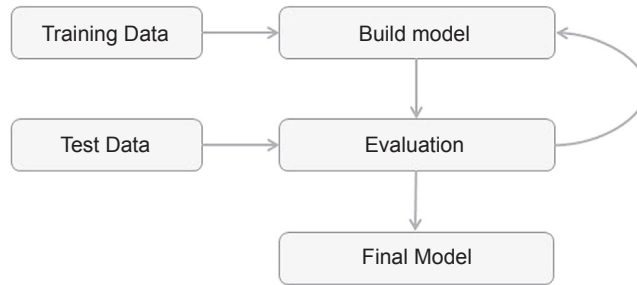 Training Data
Build model
Test Data
Evaluation
Final Model